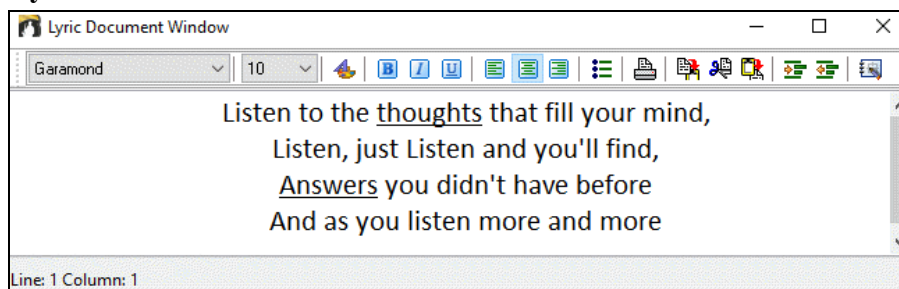 Lyric Document Window
Garamond 10 B I U
Listen to the thoughts that fill your mind,
Listen, just Listen and you'll find,
Answers you didn't have before
And as you listen more and more
Line: 1 Column: 1